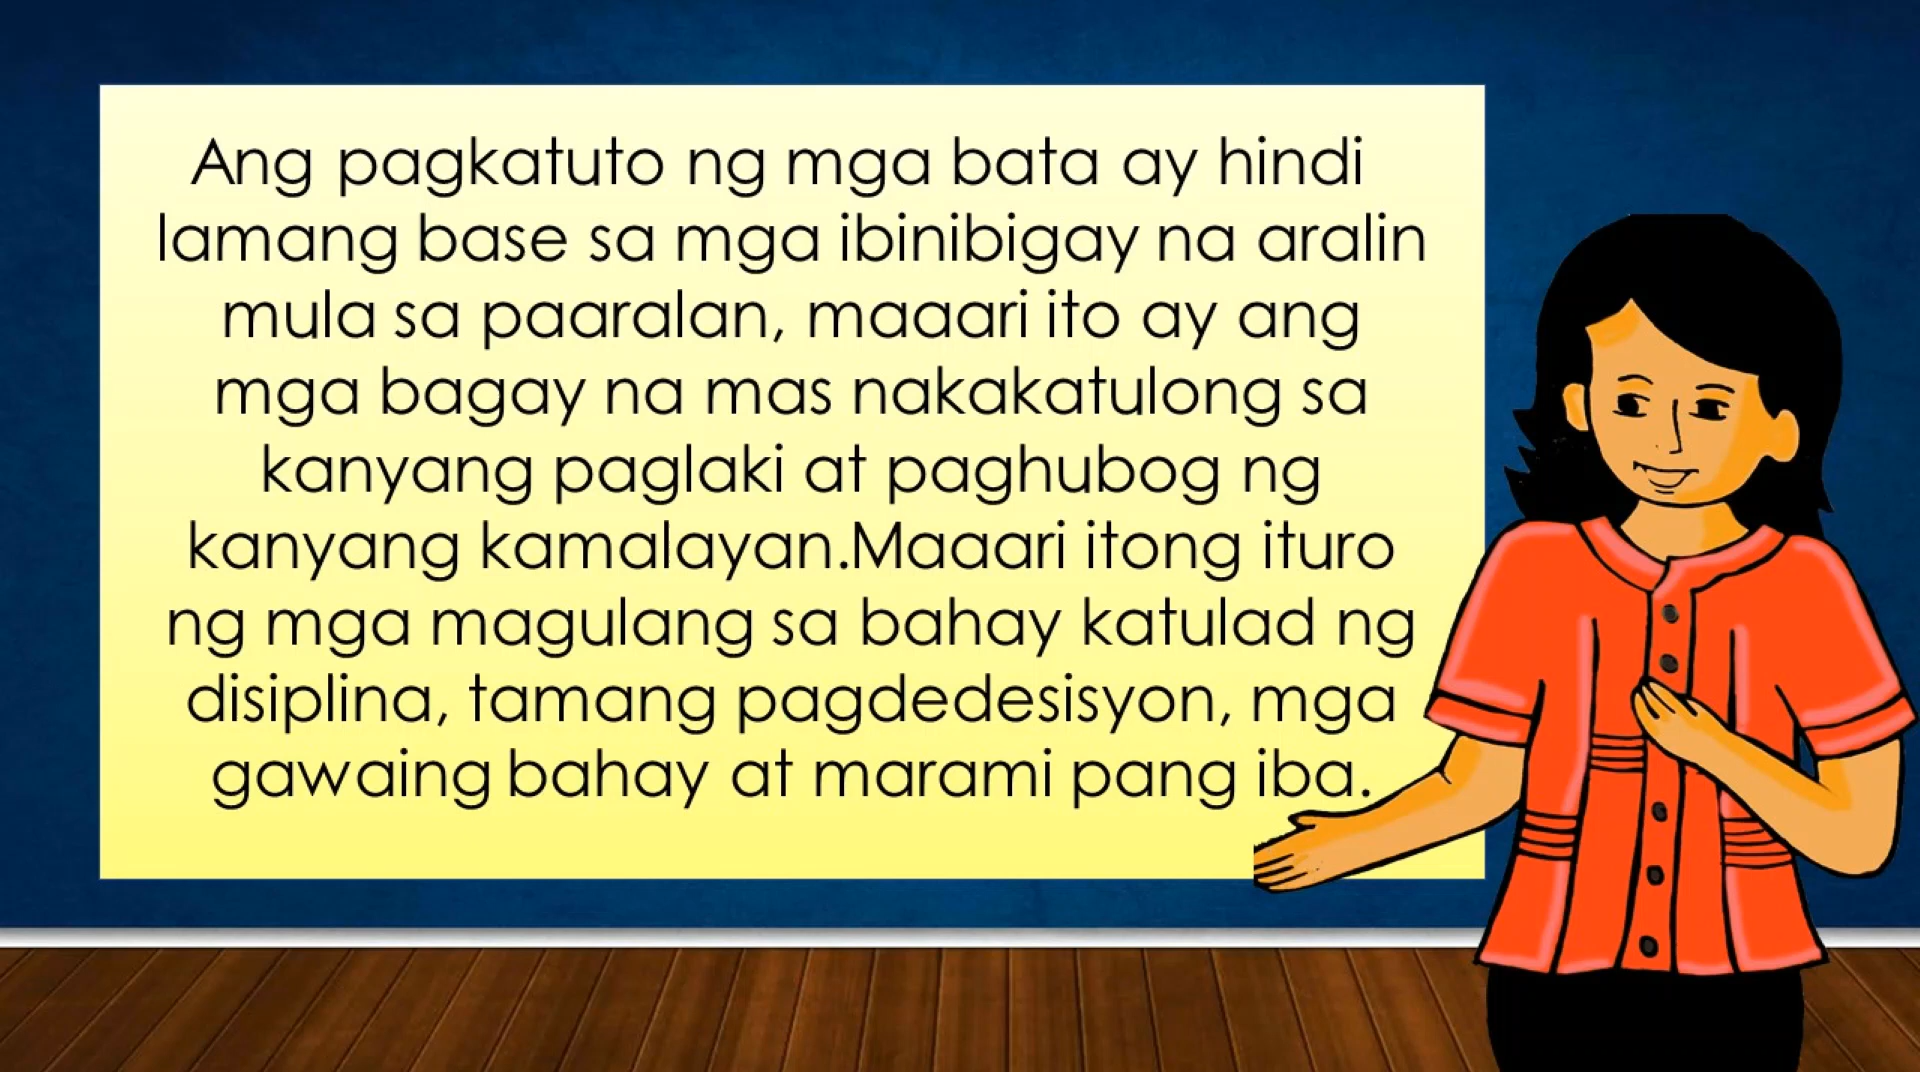 Ang pagkatuto ng mga bata ay hindi
lamang base sa mga ibinibigay na aralin
mula sa paaralan, maaari ito ay ang
mga bagay na mas nakakatulong sa
kanyang paglaki at paghubog ng
kanyang kamalayan.Maaari itong ituro
ng mga magulang sa bahay katulad ng
disiplina, tamang pagdedesisyon, mga
gawaing bahay at marami pang iba.